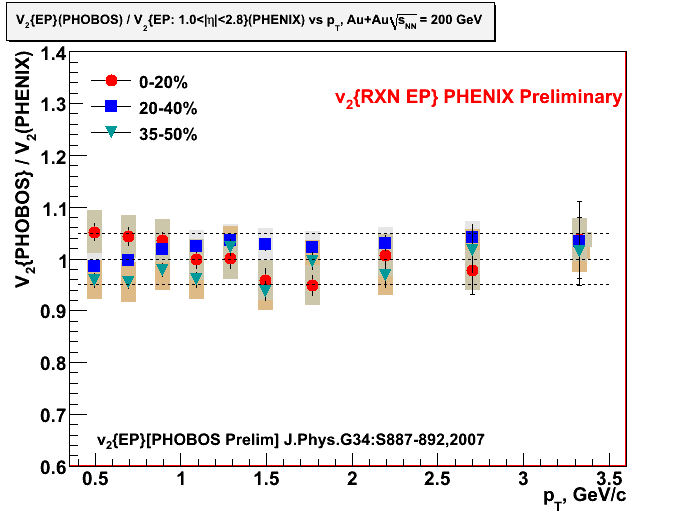 V2{EP}(PHOBOS) / V2{EP: 1.0<|η|<2.8}(PHENIX) vs pT, Au+Au√sNN = 200 GeV
1.4
1.3
1.2
1.1
1
0.9
0.8
0.7
0.6
V2{PHOBOS} / V2(PHENIX)
0-20%
20-40%
35-50%
v2{RXN EP} PHENIX Preliminary
v2{EP}[PHOBOS Prelim] J.Phys.G34:S887-892,2007
0.5 1 1.5 2 2.5 3 3.5
pT, GeV/c